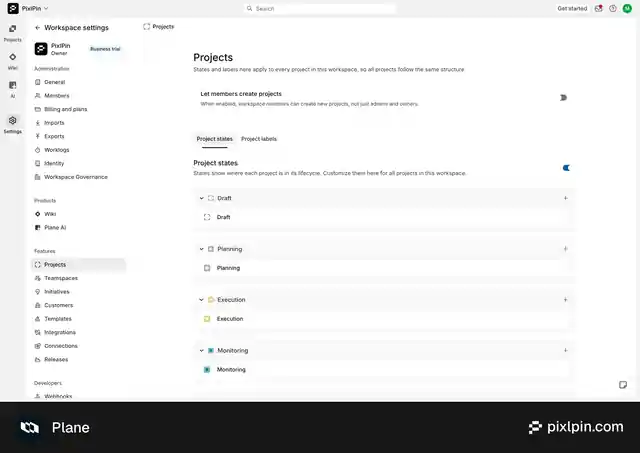 PixlPin
Search
Get started
M
Projects
Wiki
AI
Settings
Workspace settings
PixlPin
Owner
Business trial
Administration
General
Members
Billing and plans
Imports
Exports
Worklogs
Identity
Workspace Governance
Products
Wiki
Plane AI
Features
Projects
Teamspaces
Initiatives
Customers
Templates
Integrations
Connections
Releases
Developers
Webhooks
Projects
Projects
States and labels here apply to every project in this workspace, so all projects follow the same structure.
Let members create projects
When enabled, workspace members can create new projects, not just admins and owners.
Project states
Project labels
Project states
States show where each project is in its lifecycle. Customize them here for all projects in this workspace.
Draft
Draft
Planning
Planning
Execution
Execution
Monitoring
Monitoring
Plane
pixlpin.com